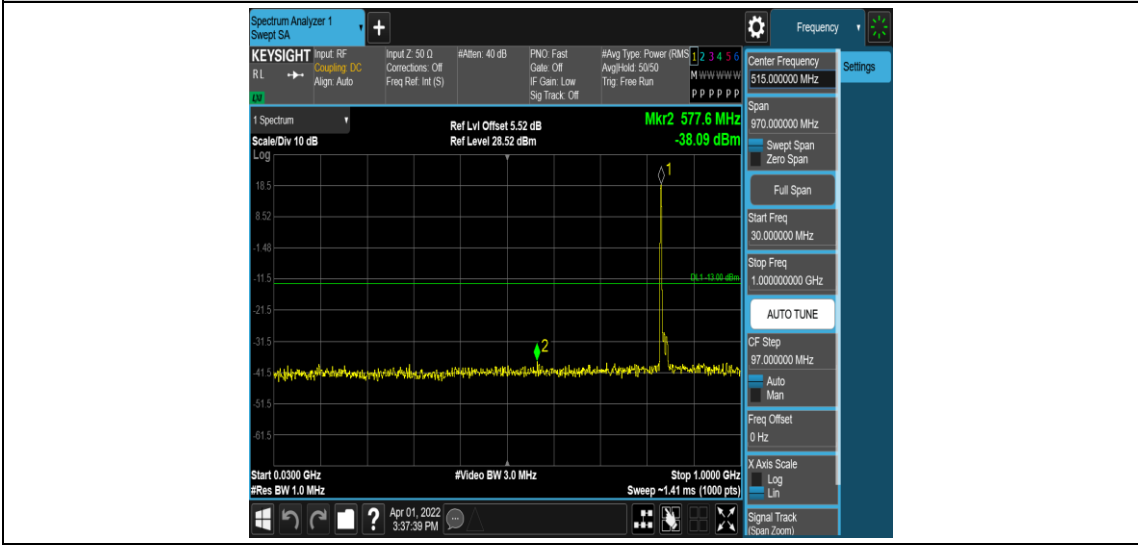 Spectrum Analyzer 1
Swept SA
+
Frequency
KEYSIGHT
RL
LXI
Input: RF
Coupling: DC
Align: Auto
Input Z: 50 Ω
Corrections: Off
Freq Ref: Int (S)
#Atten: 40 dB
PNO: Fast
Gate: Off
IF Gain: Low
Sig Track: Off
#Avg Type: Power (RMS
Avg|Hold: 50/50
Trig: Free Run
1 2 3 4 5 6
M W W W W W
P P P P P P
1 Spectrum
Scale/Div 10 dB
Log
Ref Lvl Offset 5.52 dB
Ref Level 28.52 dBm
Mkr2 577.6 MHz
-38.09 dBm
1
18.5
8.52
-1.48
-11.5
DL1 -13.00 dBm
-21.5
-31.5
2
-41.5
-51.5
-61.5
Start 0.0300 GHz
#Res BW 1.0 MHz
#Video BW 3.0 MHz
Stop 1.0000 GHz
Sweep ~1.41 ms (1000 pts)
?
Apr 01, 2022
3:37:39 PM
Center Frequency
515.000000 MHz
Settings
Span
970.000000 MHz
Swept Span
Zero Span
Full Span
Start Freq
30.000000 MHz
Stop Freq
1.000000000 GHz
AUTO TUNE
CF Step
97.000000 MHz
Auto
Man
Freq Offset
0 Hz
X Axis Scale
Log
Lin
Signal Track
(Span Zoom)